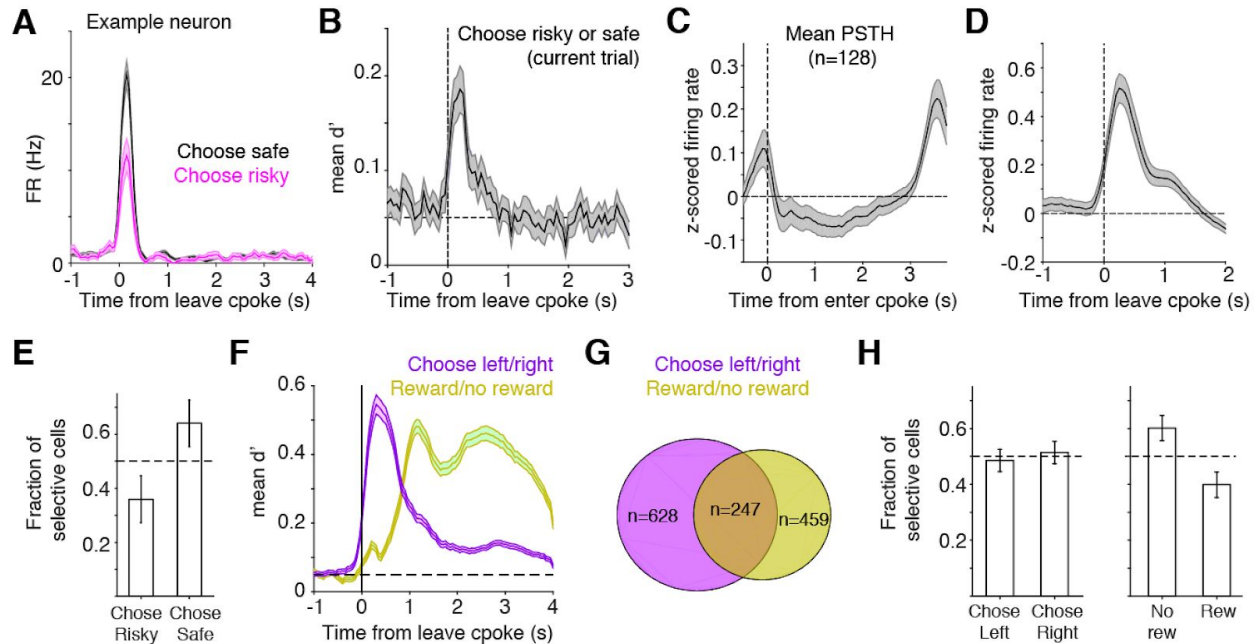 A
Example neuron
FR (Hz)
20
0
Choose safe
Choose risky
-1 0 1 2 3 4
Time from leave cpoke (s)
B
Choose risky or safe
(current trial)
mean d'
0.2
0.1
0
-1 0 1 2 3
Time from leave cpoke (s)
C
Mean PSTH
(n=128)
z-scored firing rate
0.3
0.2
0.1
0
-0.1
0 1 2 3
Time from enter cpoke (s)
D
z-scored firing rate
0.6
0.4
0.2
0
-0.2
-1 0 1 2
Time from leave cpoke (s)
E
Fraction of
selective cells
0.6
0.4
0.2
Chose
Risky
Chose
Safe
F
Choose left/right
Reward/no reward
mean d'
0.6
0.4
0.2
0
-1 0 1 2 3 4
Time from leave cpoke (s)
G
Choose left/right
Reward/no reward
n=628
n=247
n=459
H
Fraction of
selective cells
0.6
0.4
0.2
Chose
Left
Chose
Right
No
rew
Rew